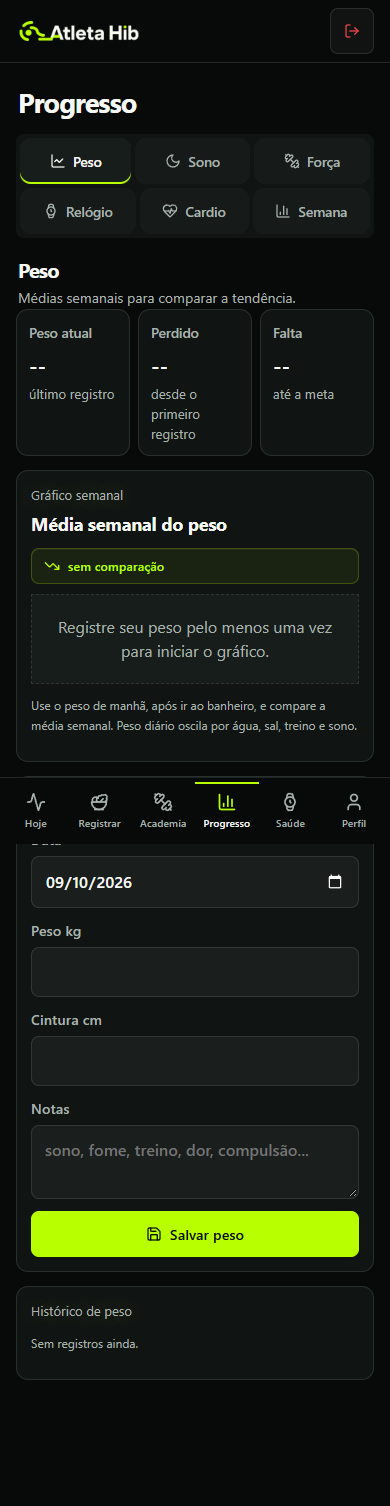 Atleta Hib
Progresso
Peso
Sono
Força
Relógio
Cardio
Semana
Peso
Médias semanais para comparar a tendência.
Peso atual
--
último registro
Perdido
--
desde o
primeiro
registro
Falta
--
até a meta
Gráfico semanal
Média semanal do peso
sem comparação
Registre seu peso pelo menos uma vez
para iniciar o gráfico.
Use o peso de manhã, após ir ao banheiro, e compare a
média semanal. Peso diário oscila por água, sal, treino e sono.
Hoje
Registrar
Academia
Progresso
Saúde
Perfil
09/10/2026
Peso kg
Cintura cm
Notas
sono, fome, treino, dor, compulsão...
Salvar peso
Histórico de peso
Sem registros ainda.